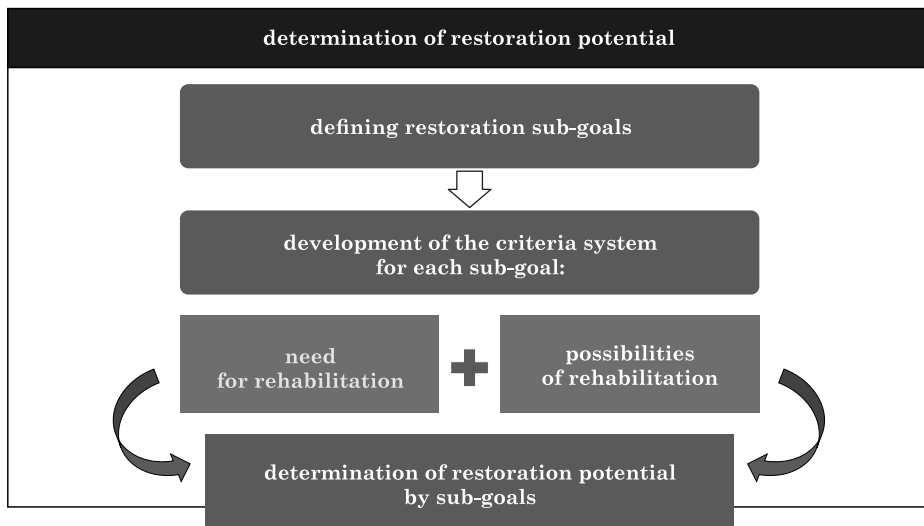 determination of restoration potential
defining restoration sub-goals
development of the criteria system
for each sub-goal:
need
for rehabilitation
possibilities
of rehabilitation
determination of restoration potential
by sub-goals